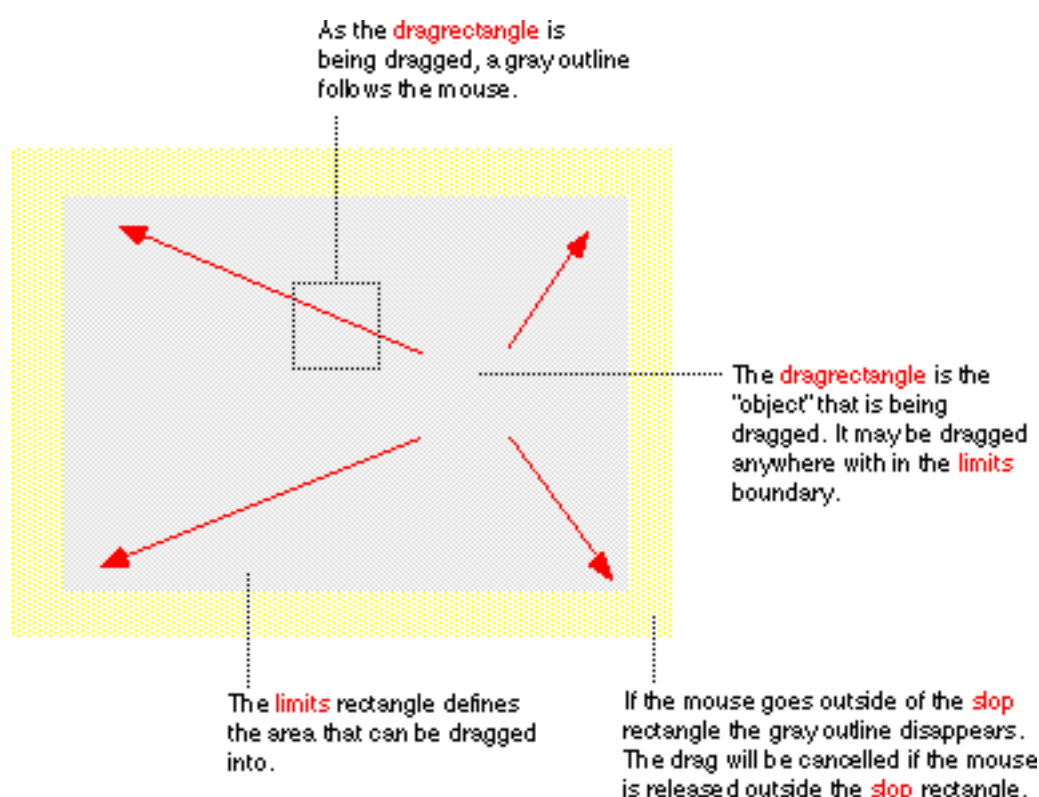 As the dragrectangle is
being dragged, a gray outline
follows the mouse.
The dragrectangle is the
"object" that is being
dragged. It may be dragged
anywhere with in the limits
boundary.
The limits rectangle defines
the area that can be dragged
into.
If the mouse goes outside of the slop
rectangle the gray outline disappears.
The drag will be cancelled if the mouse
is released outside the slop rectangle.